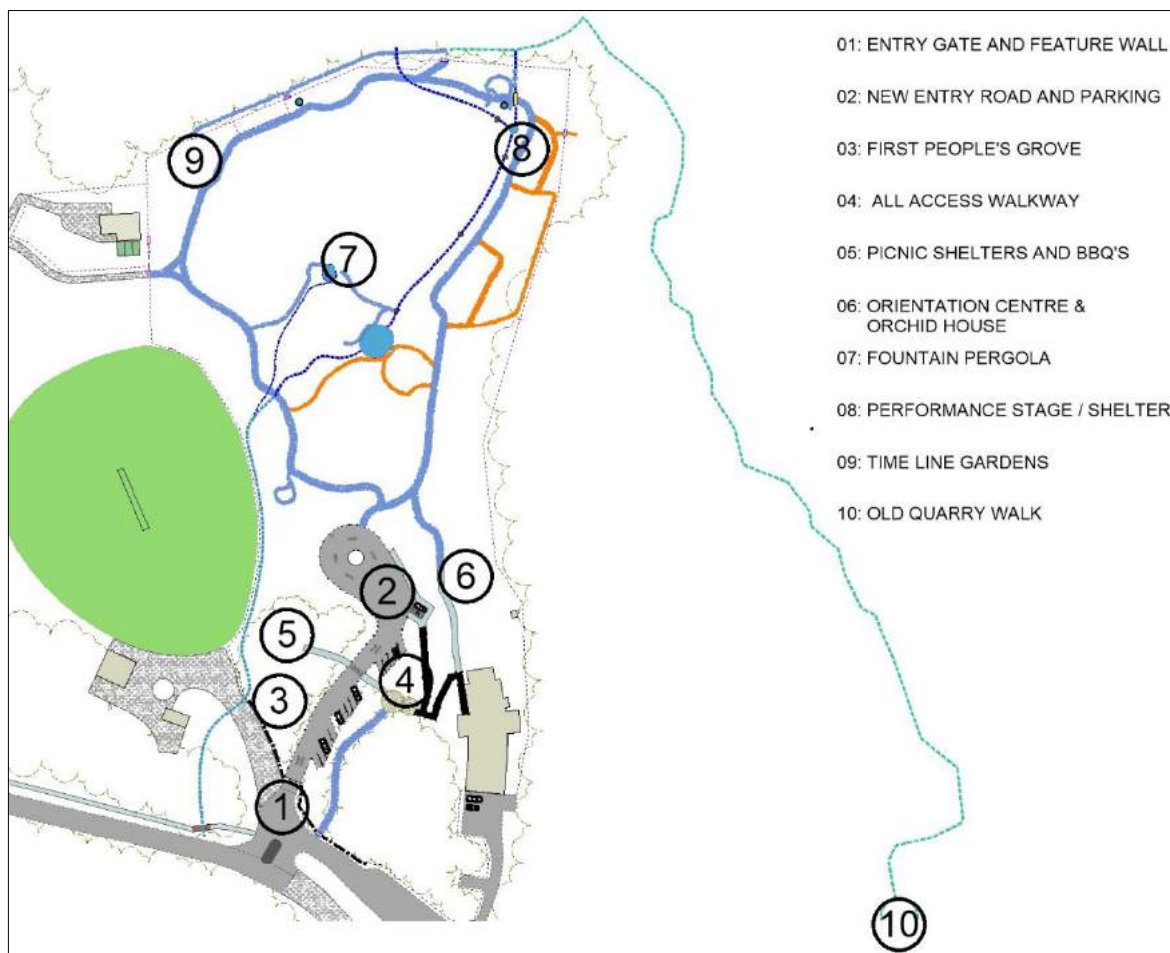 01: ENTRY GATE AND FEATURE WALL
02: NEW ENTRY ROAD AND PARKING
03: FIRST PEOPLE'S GROVE
04: ALL ACCESS WALKWAY
05: PICNIC SHELTERS AND BBQ'S
06: ORIENTATION CENTRE &
ORCHID HOUSE
07: FOUNTAIN PERGOLA
08: PERFORMANCE STAGE / SHELTER
09: TIME LINE GARDENS
10: OLD QUARRY WALK
8
9
7
2
6
5
4
3
1
10